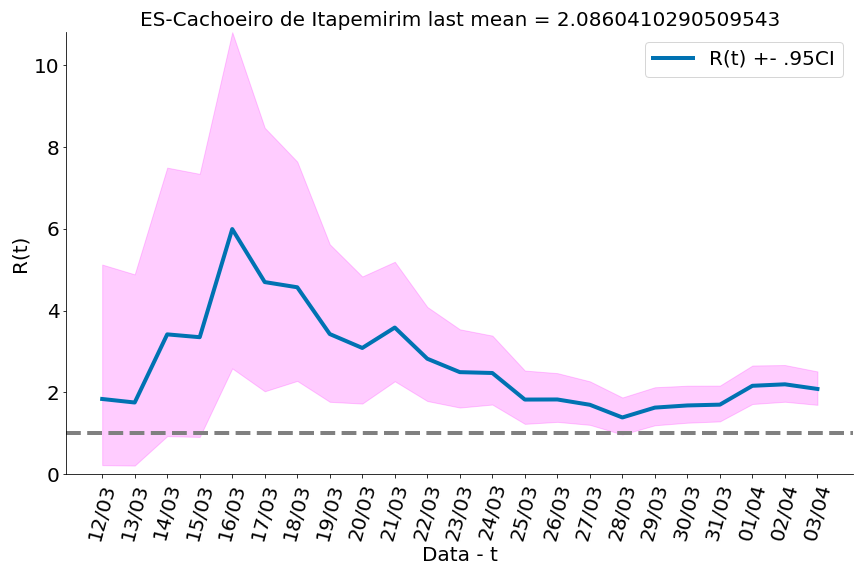 ES-Cachoeiro de Itapemirim last mean = 2.0860410290509543
R(t) +- .95CI
R(t)
10
8
6
4
2
0
12/03 13/03 14/03 15/03 16/03 17/03 18/03 19/03 20/03 21/03 22/03 23/03 24/03 25/03 26/03 27/03 28/03 29/03 30/03 31/03 01/04 02/04 03/04
Data - t